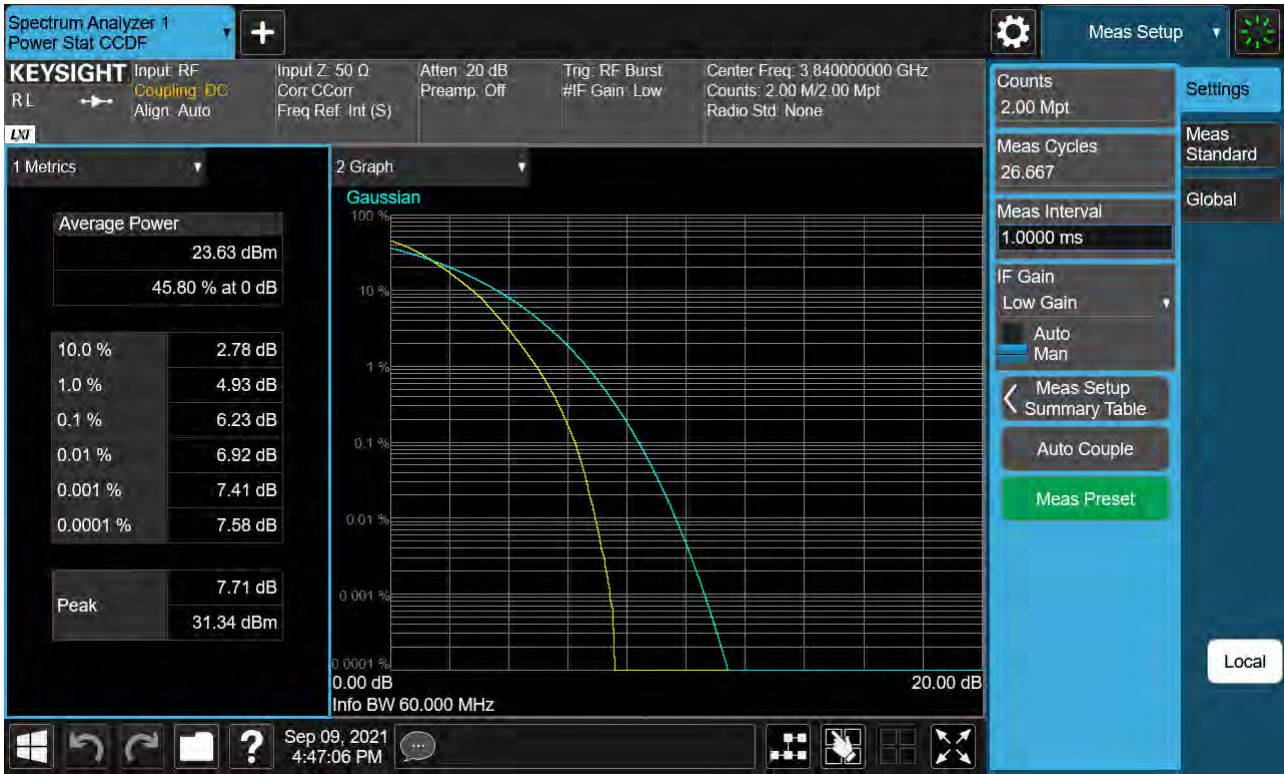 Spectrum Analyzer 1
Power Stat CCDF
+
Meas Setup
KEYSIGHT
RL
LXI
Input: RF
Coupling: DC
Align: Auto
Input Z: 50 Ω
Corr CCorr
Freq Ref: Int (S)
Atten: 20 dB
Preamp: Off
Trig: RF Burst
#IF Gain: Low
Center Freq: 3.840000000 GHz
Counts: 2.00 M/2.00 Mpt
Radio Std: None
1 Metrics
Average Power
23.63 dBm
45.80 % at 0 dB
10.0 % 2.78 dB
1.0 % 4.93 dB
0.1 % 6.23 dB
0.01 % 6.92 dB
0.001 % 7.41 dB
0.0001 % 7.58 dB
Peak
7.71 dB
31.34 dBm
2 Graph
Gaussian
100 %
10 %
1 %
0.1 %
0.01 %
0.001 %
0.0001 %
0.00 dB 20.00 dB
Info BW 60.000 MHz
Counts
2.00 Mpt
Meas Cycles
26.667
Meas Interval
1.0000 ms
IF Gain
Low Gain
Auto
Man
Meas Setup
Summary Table
Auto Couple
Meas Preset
Settings
Meas
Standard
Global
Local
?
Sep 09, 2021
4:47:06 PM